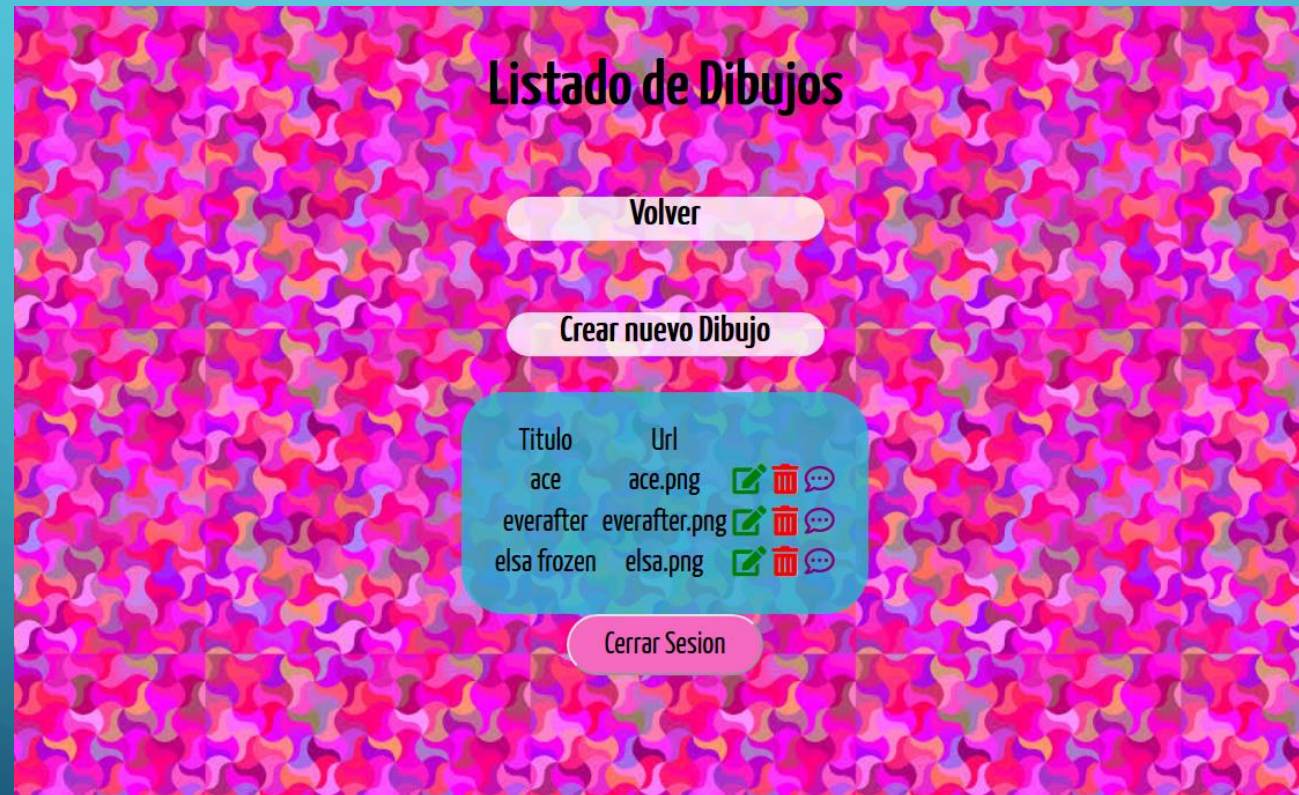 Listado de Dibujos
Volver
Crear nuevo Dibujo
Titulo Url
ace ace.png
everafter everafter.png
elsa frozen elsa.png
Cerrar Sesion